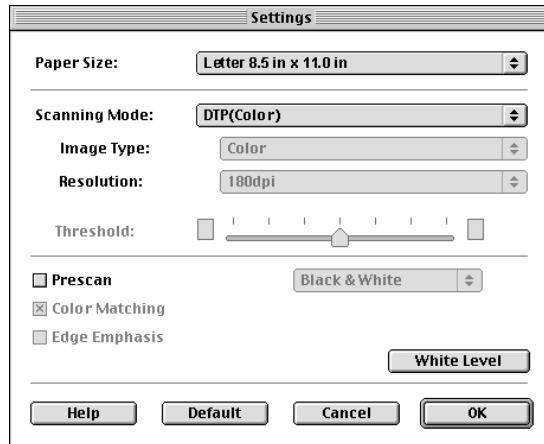 Settings
Paper Size: Letter 8.5 in x 11.0 in
Scanning Mode: DTP(Color)
Image Type: Color
Resolution: 180dpi
Threshold:
Prescan Black & White
Color Matching
Edge Emphasis
White Level
Help Default Cancel OK